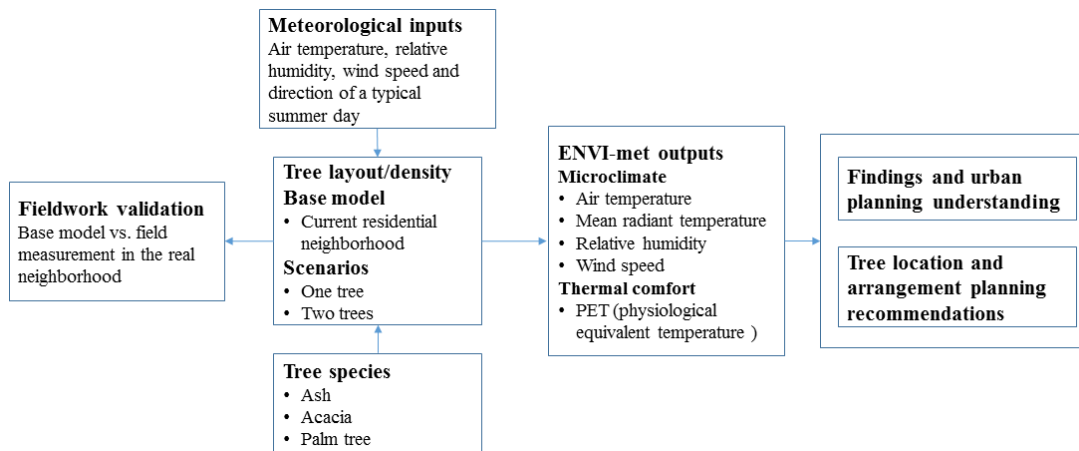 Meteorological inputs
Air temperature, relative
humidity, wind speed and
direction of a typical
summer day
Fieldwork validation
Base model vs. field
measurement in the real
neighborhood
Tree layout/density
Base model
• Current residential
neighborhood
Scenarios
• One tree
• Two trees
Tree species
• Ash
• Acacia
• Palm tree
ENVI-met outputs
Microclimate
• Air temperature
• Mean radiant temperature
• Relative humidity
• Wind speed
Thermal comfort
• PET (physiological
equivalent temperature )
Findings and urban
planning understanding
Tree location and
arrangement planning
recommendations